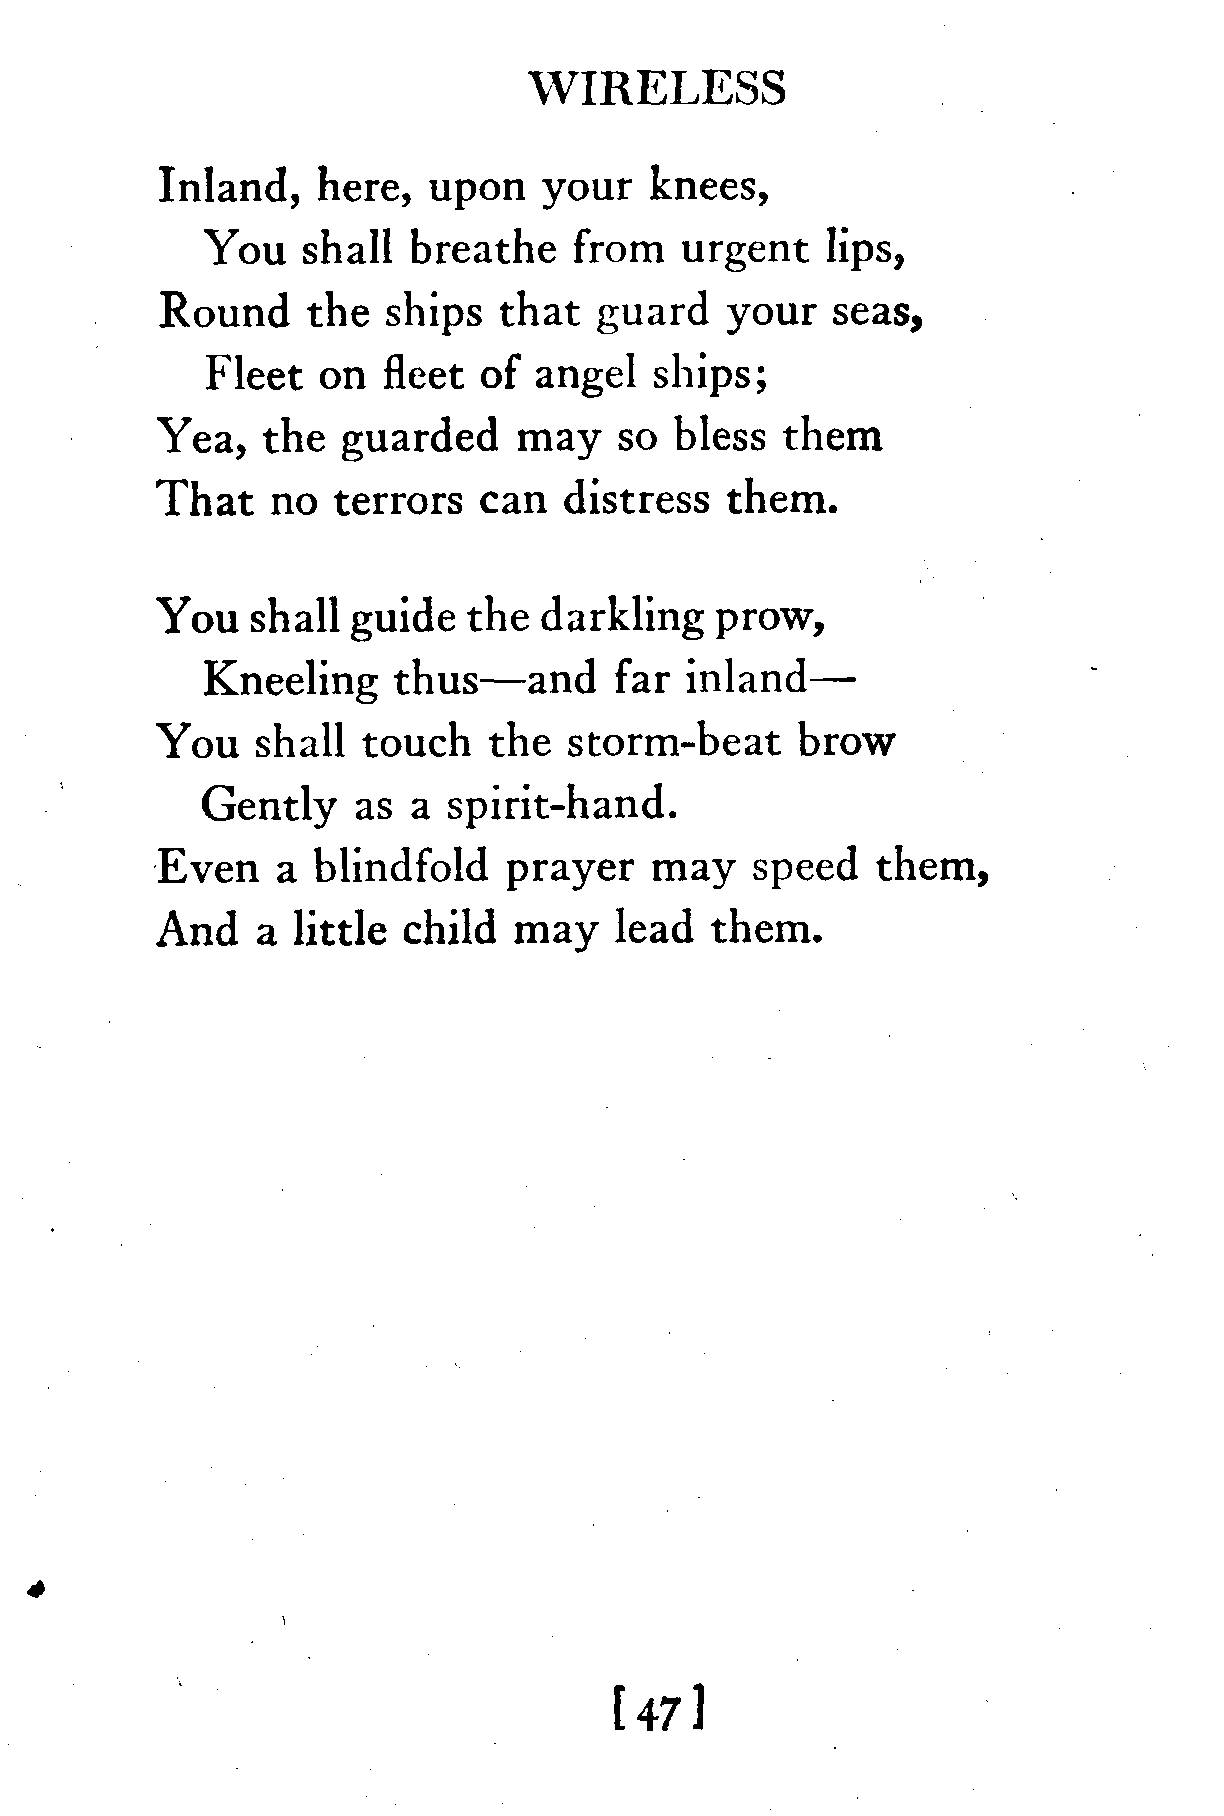 WIRELESS
Inland, here, upon your knees,
You shall breathe from urgent lips,
Round the ships that guard your seas,
Fleet on fleet of angel ships;
Yea, the guarded may so bless them
That no terrors can distress them.
You shall guide the darkling prow,
Kneeling thus—and far inland—
You shall touch the storm-beat brow
Gently as a spirit-hand.
Even a blindfold prayer may speed them,
And a little child may lead them.
[47]